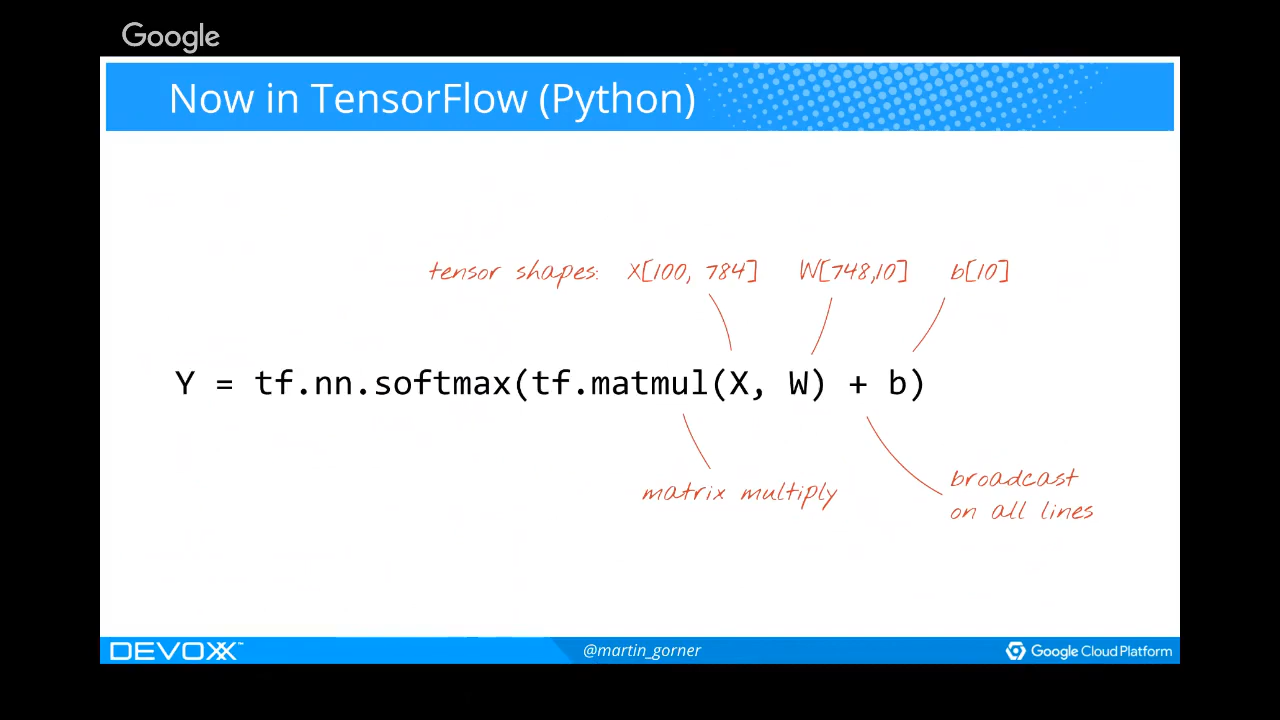 Google
Now in TensorFlow (Python)
tensor shapes: X[100, 784] W[748,10] b[10]
Y = tf.nn.softmax(tf.matmul(X, W) + b)
matrix multiply
broadcast
on all lines
DEVOXX™
@martin_gorner
Google Cloud Platform